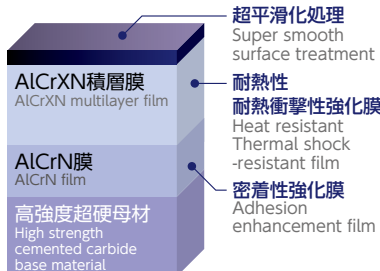 超平滑化処理
Super smooth
surface treatment
AlCrXN積層膜
AlCrXN multilayer film
耐熱性
耐熱衝撃性強化膜
Heat resistant
Thermal shock
-resistant film
AlCrN膜
AlCrN film
密着性強化膜
Adhesion
enhancement film
高強度超硬母材
High strength
cemented carbide
base material